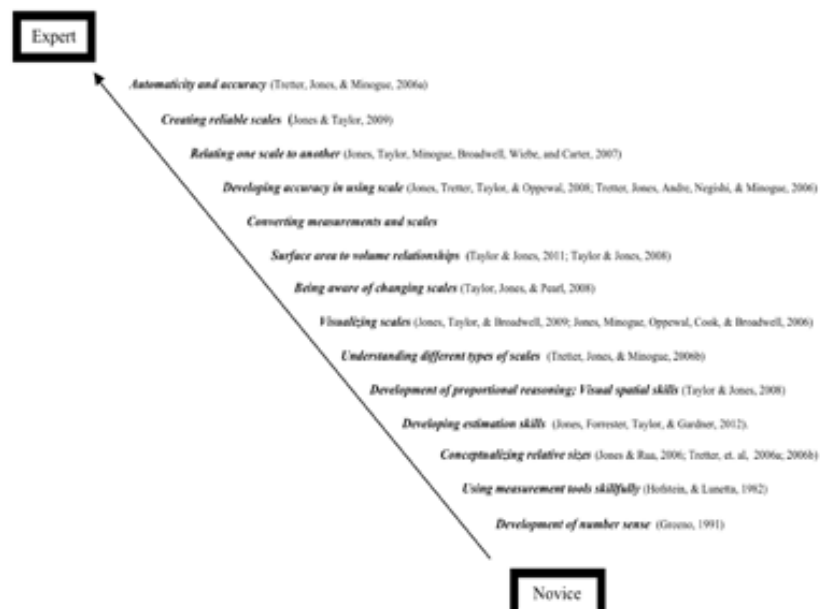 Expert
Automaticity and accuracy (Tretter, Jones, & Minogue, 2006a)
Creating reliable scales (Jones & Taylor, 2009)
Relating one scale to another (Jones, Taylor, Minogue, Broadwell, Wiebe, and Carter, 2007)
Developing accuracy in using scale (Jones, Tretter, Taylor, & Oppewal, 2008; Tretter, Jones, Andre, Negishi, & Minogue, 2006)
Converting measurements and scales
Surface area to volume relationships (Taylor & Jones, 2011; Taylor & Jones, 2008)
Being aware of changing scales (Taylor, Jones, & Pearl, 2008)
Visualizing scales (Jones, Taylor, & Broadwell, 2009; Jones, Minogue, Oppewal, Cook, & Broadwell, 2006)
Understanding different types of scales (Tretter, Jones, & Minogue, 2006b)
Development of proportional reasoning; Visual spatial skills (Taylor & Jones, 2008)
Developing estimation skills (Jones, Forrester, Taylor, & Gardner, 2012).
Conceptualizing relative sizes (Jones & Rua, 2006; Tretter, et. al, 2006a; 2006b)
Using measurement tools skillfully (Hofstein, & Lunetta, 1982)
Development of number sense (Greeno, 1991)
Novice